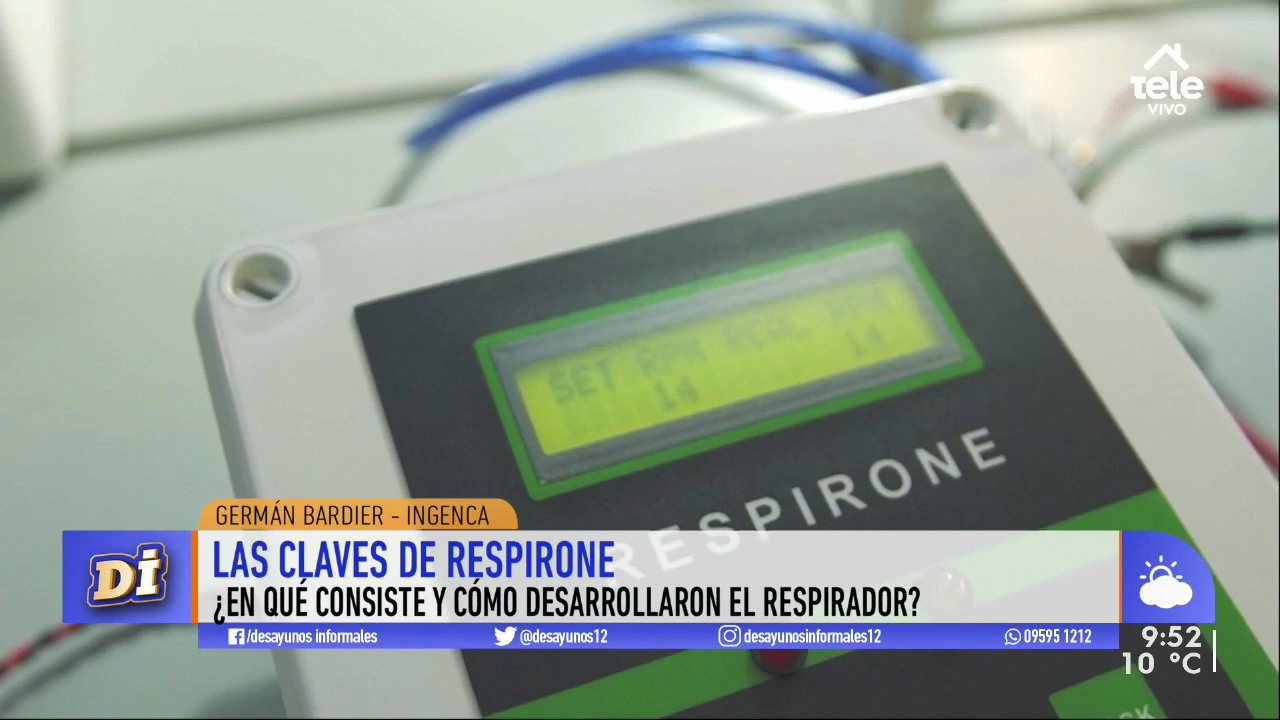 tele
VIVO
SET RPM REAL RPM
14 14
RESPIRONE
GERMÁN BARDIER - INGENCA
Di
LAS CLAVES DE RESPIRONE
¿EN QUÉ CONSISTE Y CÓMO DESARROLLARON EL RESPIRADOR?
/desayunos informales @desayunos12 desayunosinformales12 09595 1212
9:52
10 °C